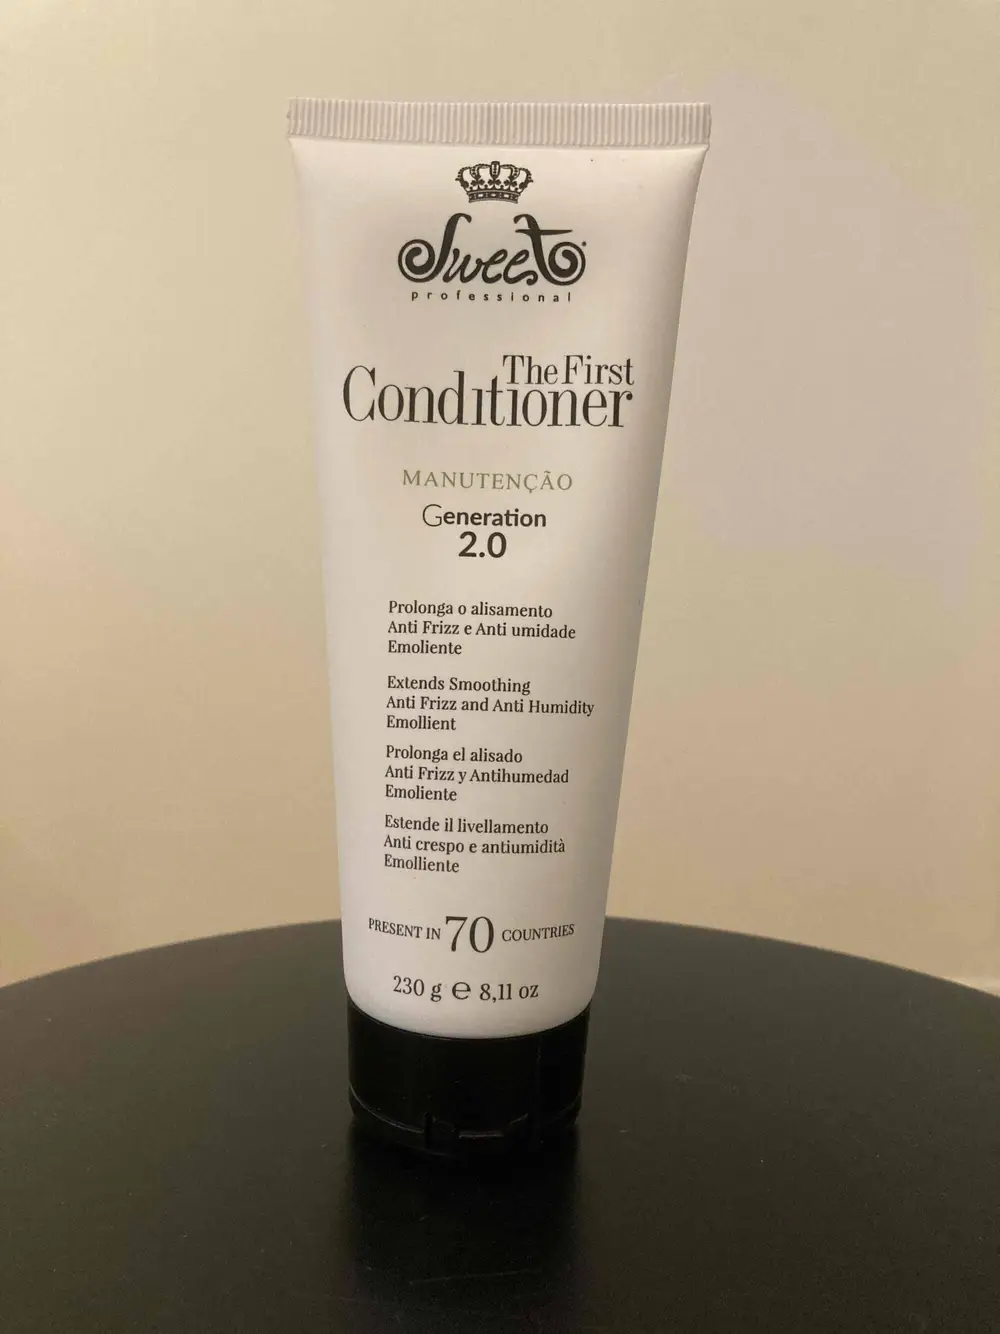 Sweet
professional
The First
Conditioner
MANUTENÇÃO
Generation
2.0
Prolonga o alisamento
Anti Frizz e Anti umidade
Emoliente
Extends Smoothing
Anti Frizz and Anti Humidity
Emollient
Prolonga el alisado
Anti Frizz y Antihumedad
Emoliente
Estende il livellamento
Anti crespo e antiumidità
Emolliente
PRESENT IN 70 COUNTRIES
230 g ℮ 8,11 oz